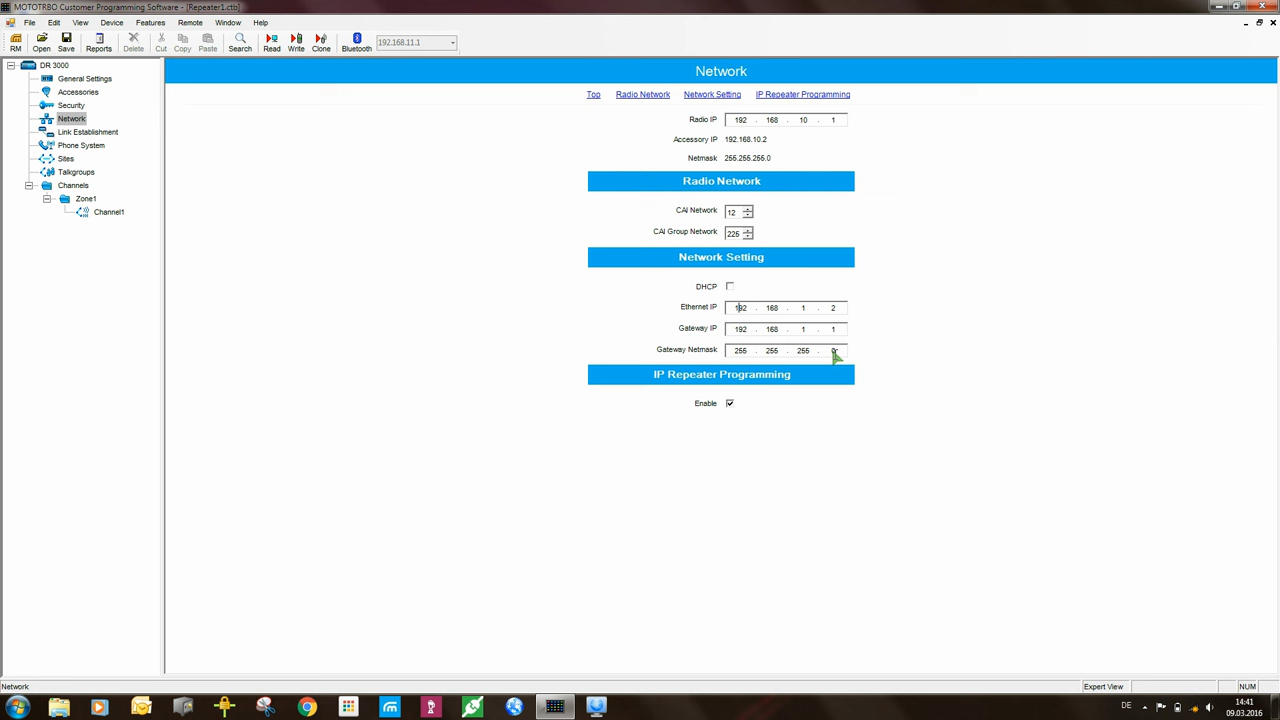 MOTOTRBO Customer Programming Software - [Repeater1.ctb]
File Edit View Device Features Remote Window Help
RM Open Save Reports Delete Cut Copy Paste Search Read Write Clone Bluetooth 192.168.11.1
DR 3000
General Settings
Accessories
Security
Network
Link Establishment
Phone System
Sites
Talkgroups
Channels
Zone1
Channel1
Network
Top Radio Network Network Setting IP Repeater Programming
Radio IP 192 . 168 . 10 . 1
Accessory IP 192.168.10.2
Netmask 255.255.255.0
Radio Network
CAI Network 12
CAI Group Network 225
Network Setting
DHCP
Ethernet IP 192 . 168 . 1 . 2
Gateway IP 192 . 168 . 1 . 1
Gateway Netmask 255 . 255 . 255 . 0
IP Repeater Programming
Enable
Network Expert View NUM
DE 14:41
09.03.2016